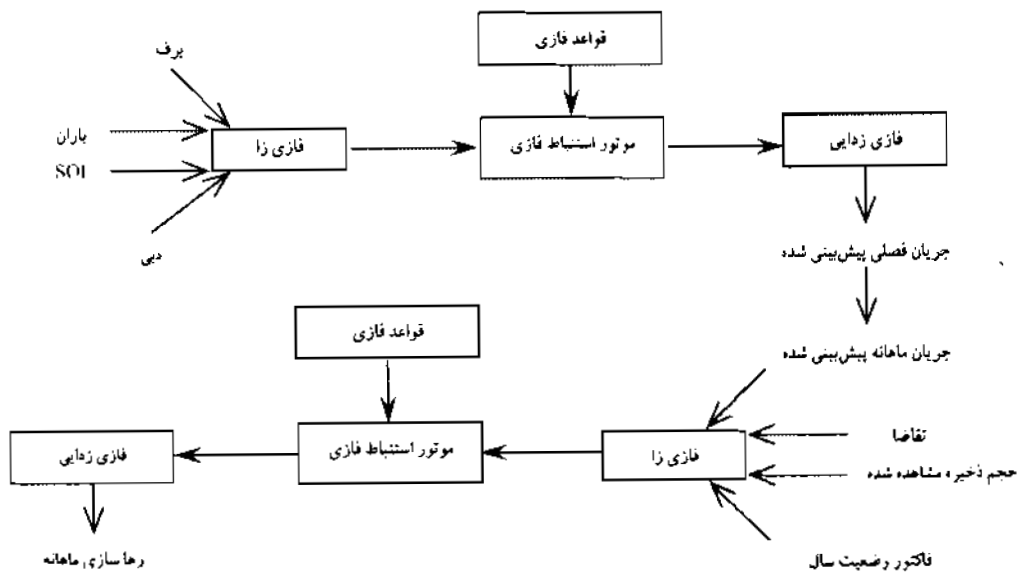 قواعد فازی
برف
باران
SOI
دبی
فازی زا
موتور استنباط فازی
فازی زدایی
جریان فصلی پیش‌بینی شده
جریان ماهانه پیش‌بینی شده
قواعد فازی
تقاضا
حجم ذخیره مشاهده شده
فاکتور وضعیت سال
فازی زا
موتور استنباط فازی
فازی زدایی
رها سازی ماهانه